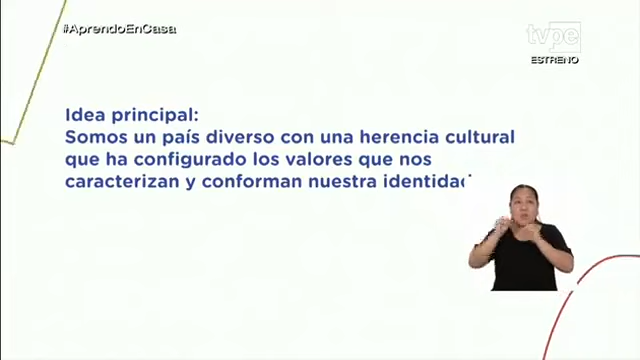 #AprendoEnCasa
tvpe
ESTRENO
Idea principal:
Somos un país diverso con una herencia cultural
que ha configurado los valores que nos
caracterizan y conforman nuestra identidad